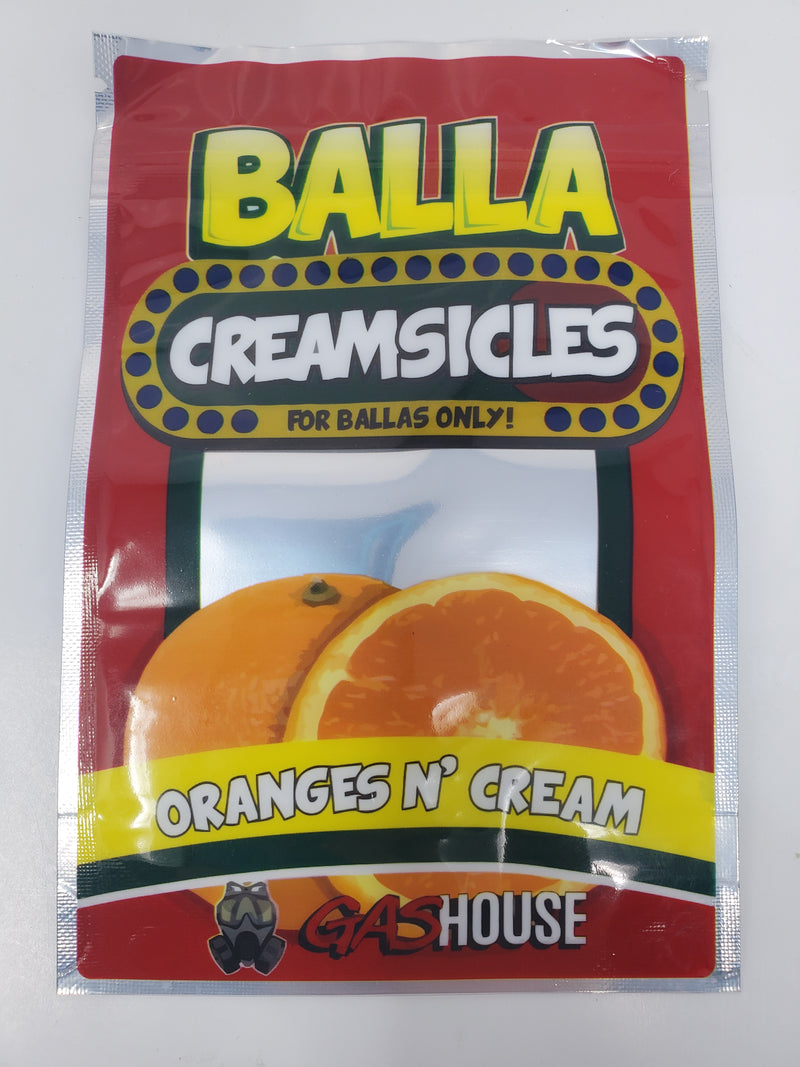 BALLA
CREAMSICLES
FOR BALLAS ONLY!
ORANGES N' CREAM
GASHOUSE